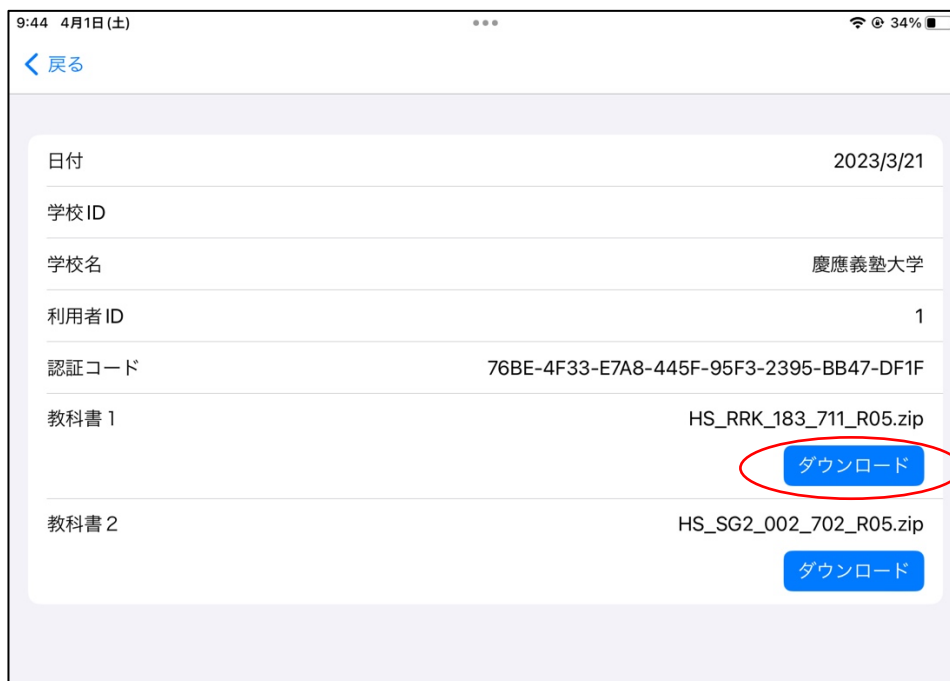 9:44 4月1日(土) 34%
戻る
日付 2023/3/21
学校ID
学校名 慶應義塾大学
利用者ID 1
認証コード 76BE-4F33-E7A8-445F-95F3-2395-BB47-DF1F
教科書1 HS_RRK_183_711_R05.zip
ダウンロード
教科書2 HS_SG2_002_702_R05.zip
ダウンロード